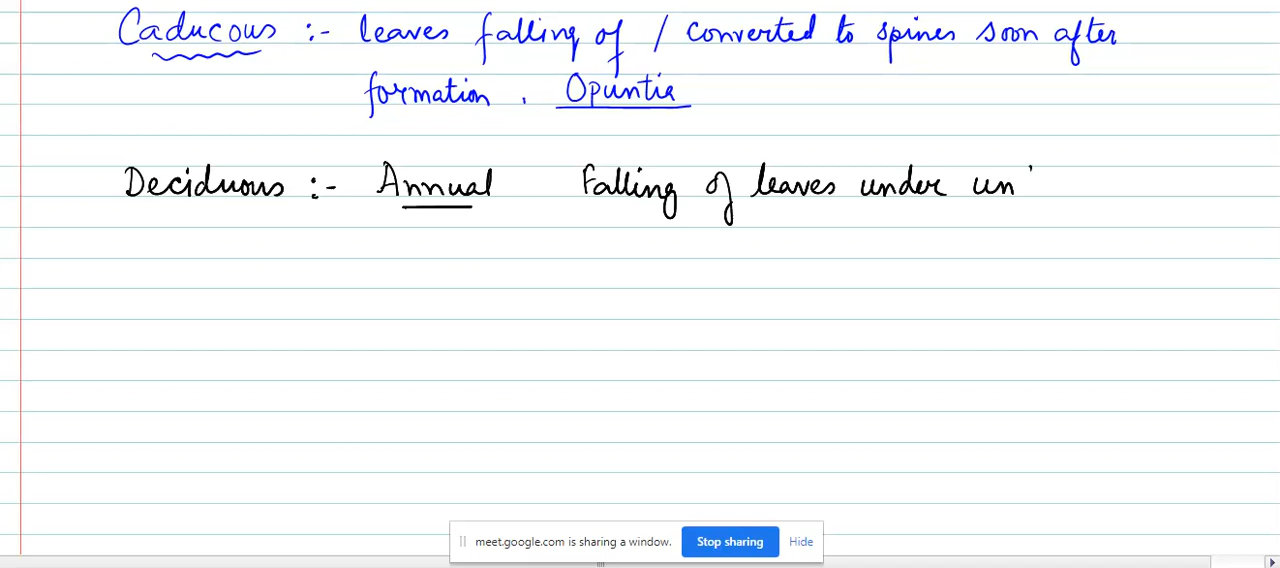 Caducous :- leaves falling of / converted to spines soon after
formation. Opuntia
Deciduous :- Annual Falling of leaves under un
meet.google.com is sharing a window. Stop sharing Hide